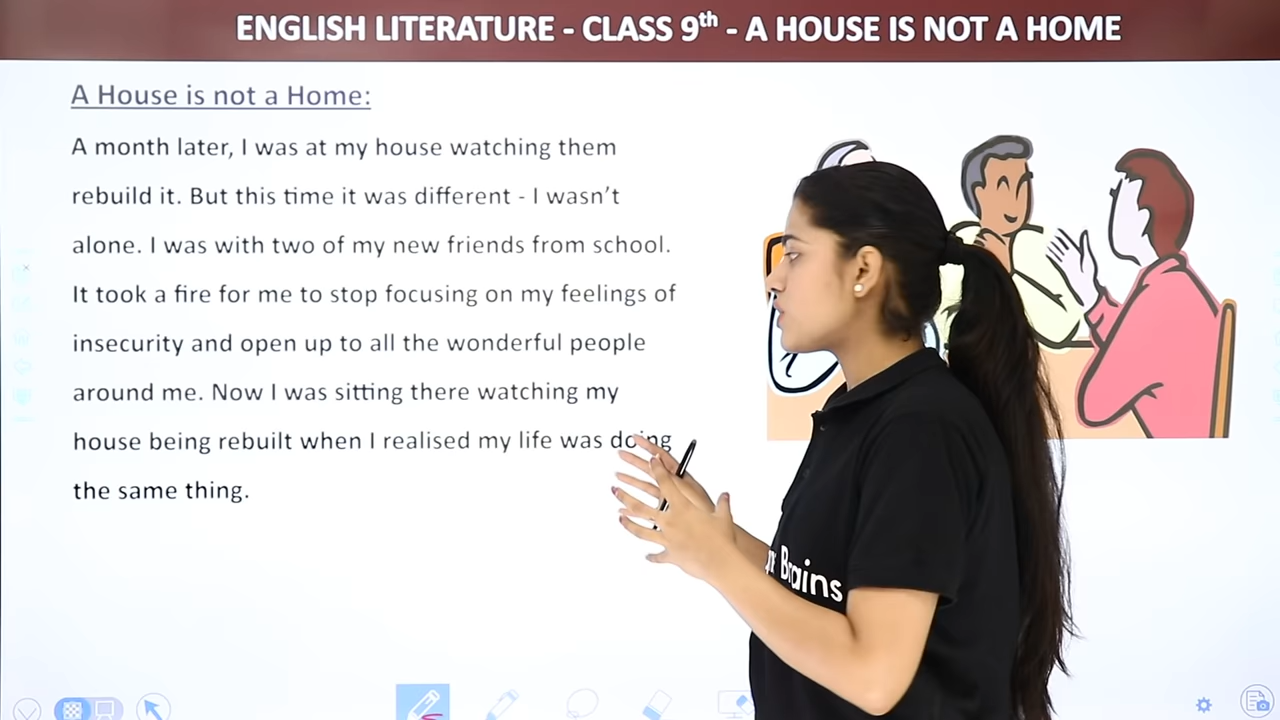 ENGLISH LITERATURE - CLASS 9th - A HOUSE IS NOT A HOME
A House is not a Home:
A month later, I was at my house watching them
rebuild it. But this time it was different - I wasn't
alone. I was with two of my new friends from school.
It took a fire for me to stop focusing on my feelings of
insecurity and open up to all the wonderful people
around me. Now I was sitting there watching my
house being rebuilt when I realised my life was doing
the same thing.
Brains